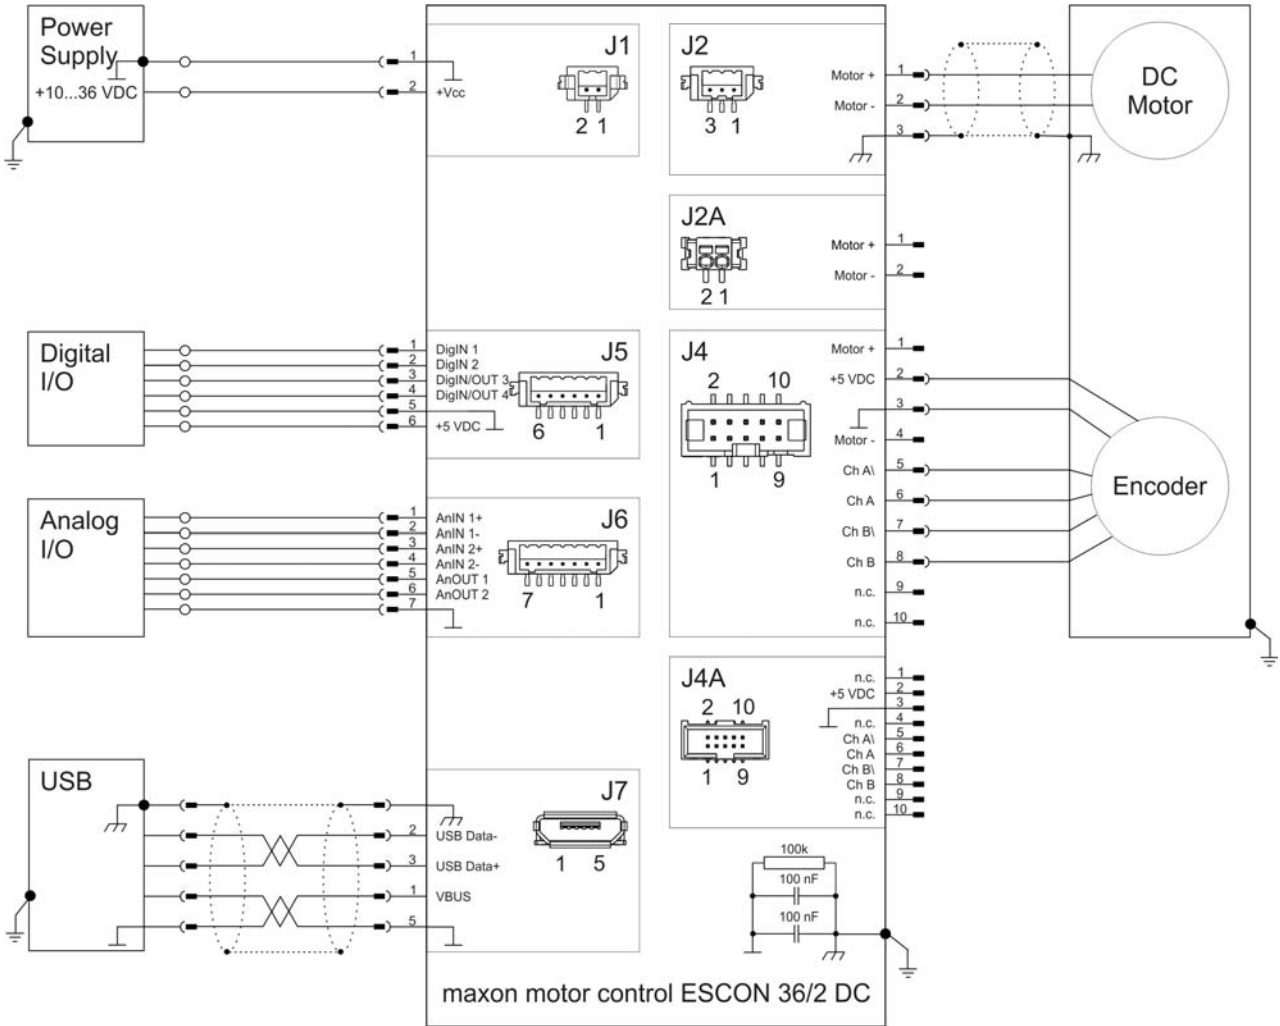 Power
Supply
+10...36 VDC
1
2
+Vcc
J1
2 1
J2
3 1
Motor +
1
Motor -
2
3
DC
Motor
J2A
2 1
Motor +
1
Motor -
2
Digital
I/O
1
DigIN 1
2
DigIN 2
3
DigIN/OUT 3
4
DigIN/OUT 4
5
6
+5 VDC
J5
6 1
J4
2 10
1 9
Motor +
1
+5 VDC
2
3
Motor -
4
Ch A\
5
Ch A
6
Ch B\
7
Ch B
8
n.c.
9
n.c.
10
Encoder
Analog
I/O
1
AnIN 1+
2
AnIN 1-
3
AnIN 2+
4
AnIN 2-
5
AnOUT 1
6
AnOUT 2
7
J6
7 1
J4A
2 10
1 9
n.c.
1
+5 VDC
2
3
n.c.
4
Ch A\
5
Ch A
6
Ch B\
7
Ch B
8
n.c.
9
n.c.
10
USB
2
USB Data-
3
USB Data+
1
VBUS
5
J7
1 5
100k
100 nF
100 nF
maxon motor control ESCON 36/2 DC